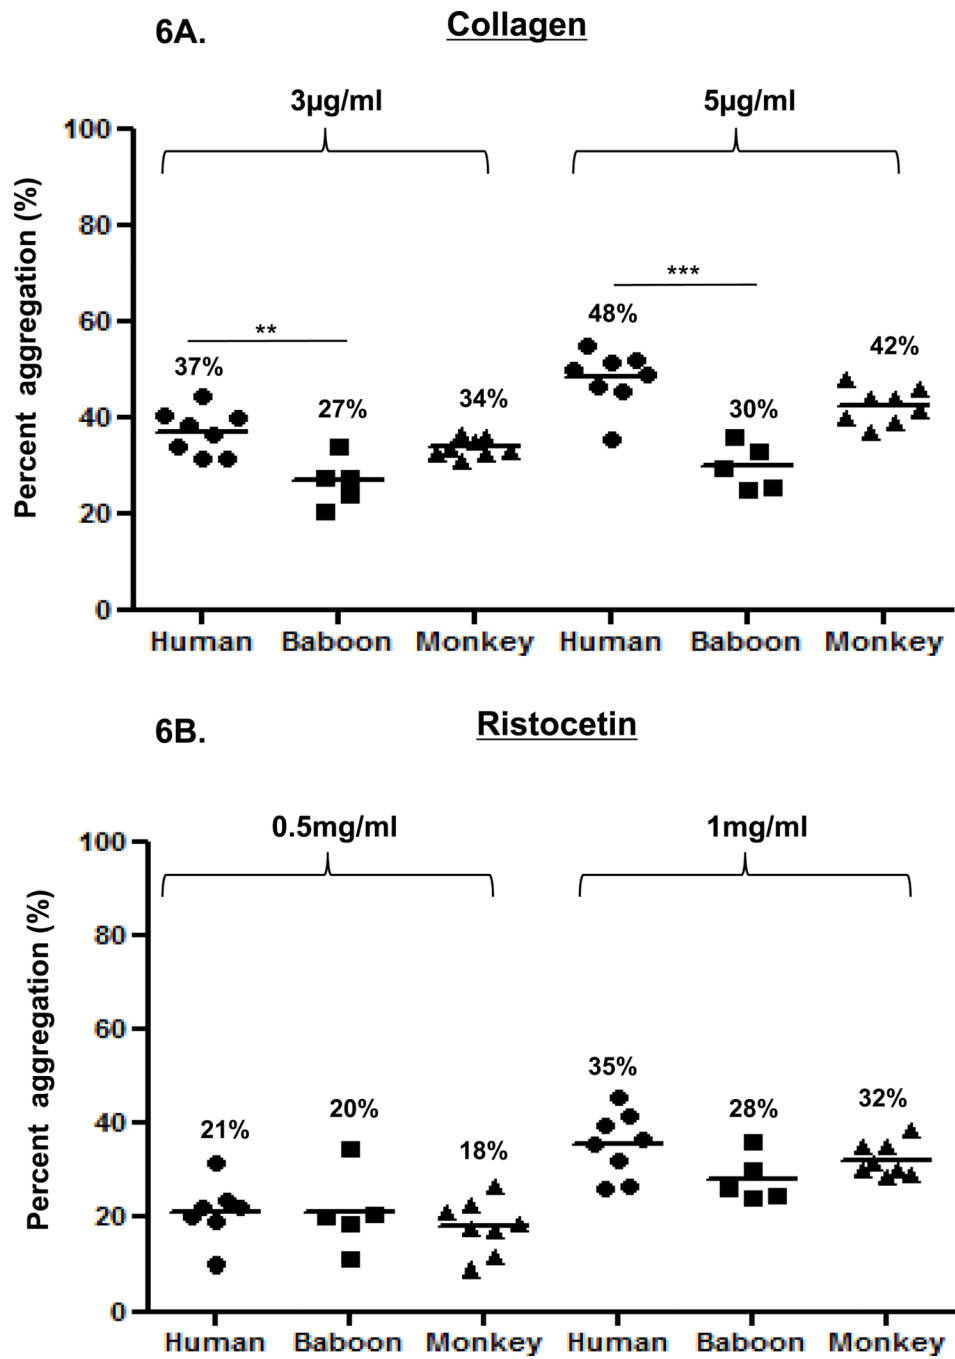 6A. Collagen
3µg/ml 5µg/ml
Percent aggregation (%)
100
80
60
40
20
0
** ***
37% 27% 34% 48% 30% 42%
Human Baboon Monkey Human Baboon Monkey
6B. Ristocetin
0.5mg/ml 1mg/ml
Percent aggregation (%)
100
80
60
40
20
0
21% 20% 18% 35% 28% 32%
Human Baboon Monkey Human Baboon Monkey